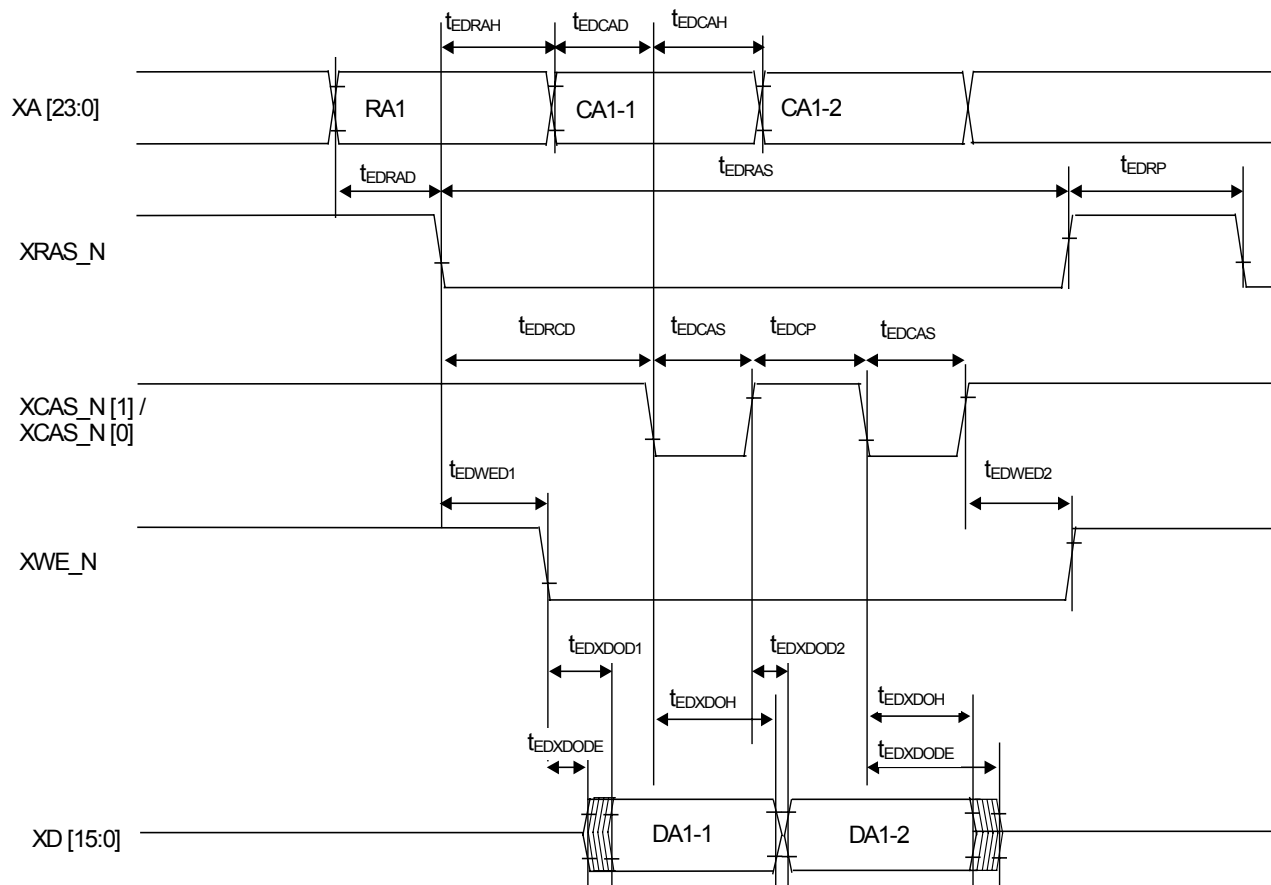 tEDRAH tEDCAD tEDCAH
XA [23:0] RA1 CA1-1 CA1-2
tEDRAD tEDRAS tEDRP
XRAS_N
tEDRCD tEDCAS tEDCP tEDCAS
XCAS_N [1] /
XCAS_N [0]
tEDWED1 tEDWED2
XWE_N
tEDXDOD1 tEDXDOD2
tEDXDOH tEDXDOH
tEDXDODE tEDXDODE
XD [15:0] DA1-1 DA1-2